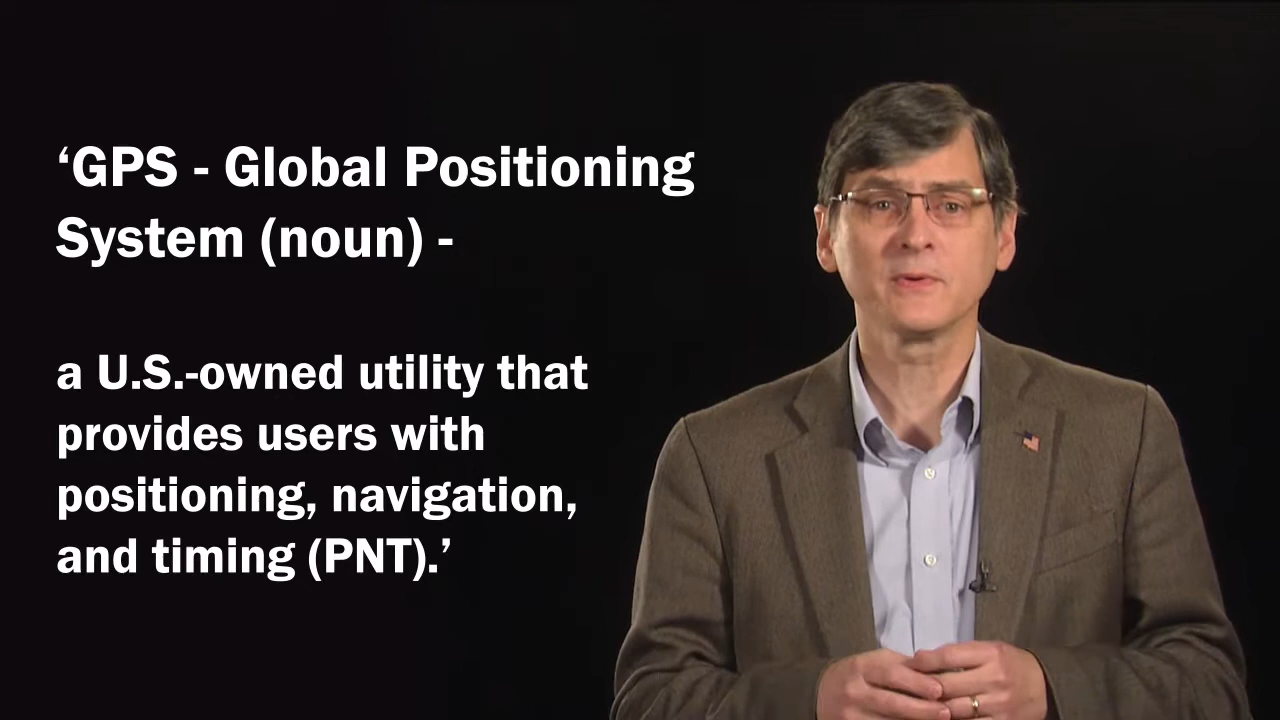 ‘GPS - Global Positioning
System (noun) -
a U.S.-owned utility that
provides users with
positioning, navigation,
and timing (PNT).’